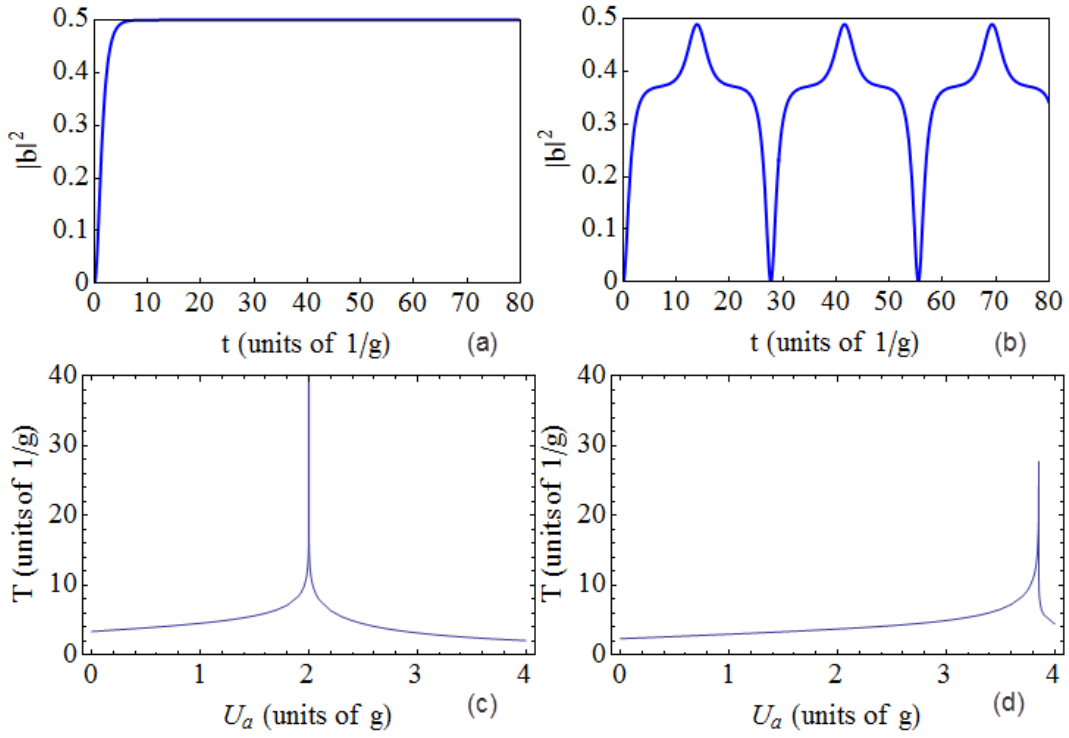 0.5
0.4
0.3
0.2
0.1
0
|b|²
0 10 20 30 40 50 60 70 80
t (units of 1/g) (a)
0.5
0.4
0.3
0.2
0.1
0
|b|²
0 10 20 30 40 50 60 70 80
t (units of 1/g) (b)
40
30
20
10
0
T (units of 1/g)
0 1 2 3 4
U_a (units of g) (c)
40
30
20
10
0
T (units of 1/g)
0 1 2 3 4
U_a (units of g) (d)